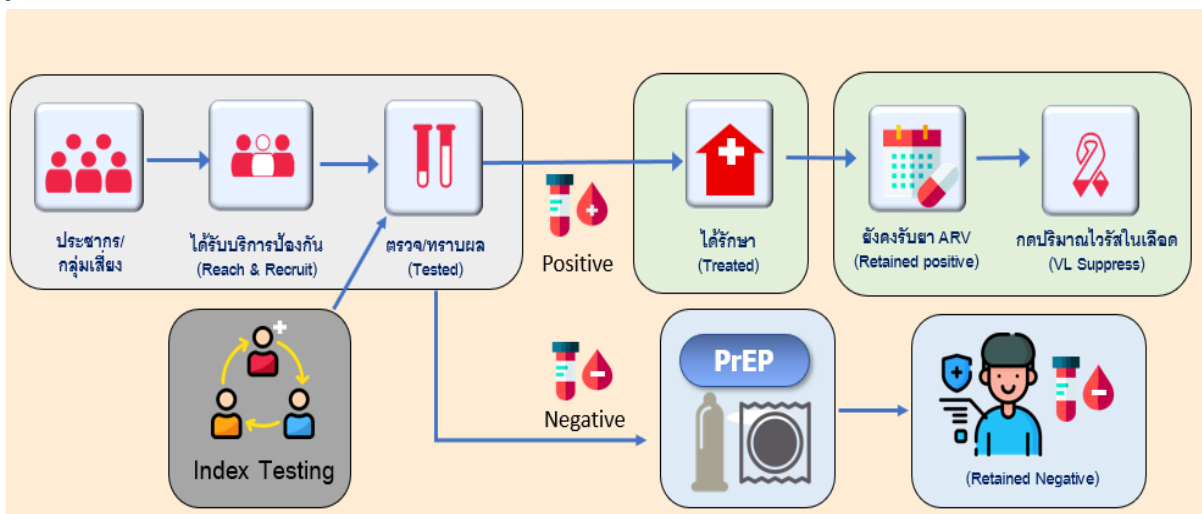 ประชากร/
กลุ่มเสี่ยง
ได้รับบริการป้องกัน
(Reach & Recruit)
ตรวจ/ทราบผล
(Tested)
Positive
ได้รักษา
(Treated)
ยังคงรับยา ARV
(Retained positive)
กดปริมาณไวรัสในเลือด
(VL Suppress)
Index Testing
Negative
PrEP
(Retained Negative)